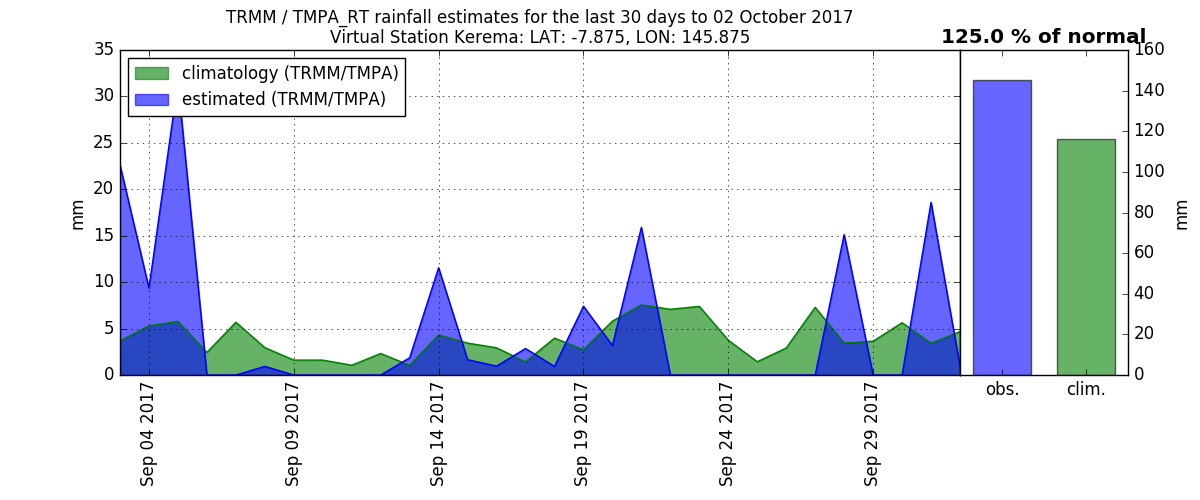 TRMM / TMPA_RT rainfall estimates for the last 30 days to 02 October 2017
Virtual Station Kerema: LAT: -7.875, LON: 145.875
125.0 % of normal
climatology (TRMM/TMPA)
estimated (TRMM/TMPA)
35
30
25
20
15
10
5
0
mm
Sep 04 2017
Sep 09 2017
Sep 14 2017
Sep 19 2017
Sep 24 2017
Sep 29 2017
160
140
120
100
80
60
40
20
0
mm
obs.
clim.